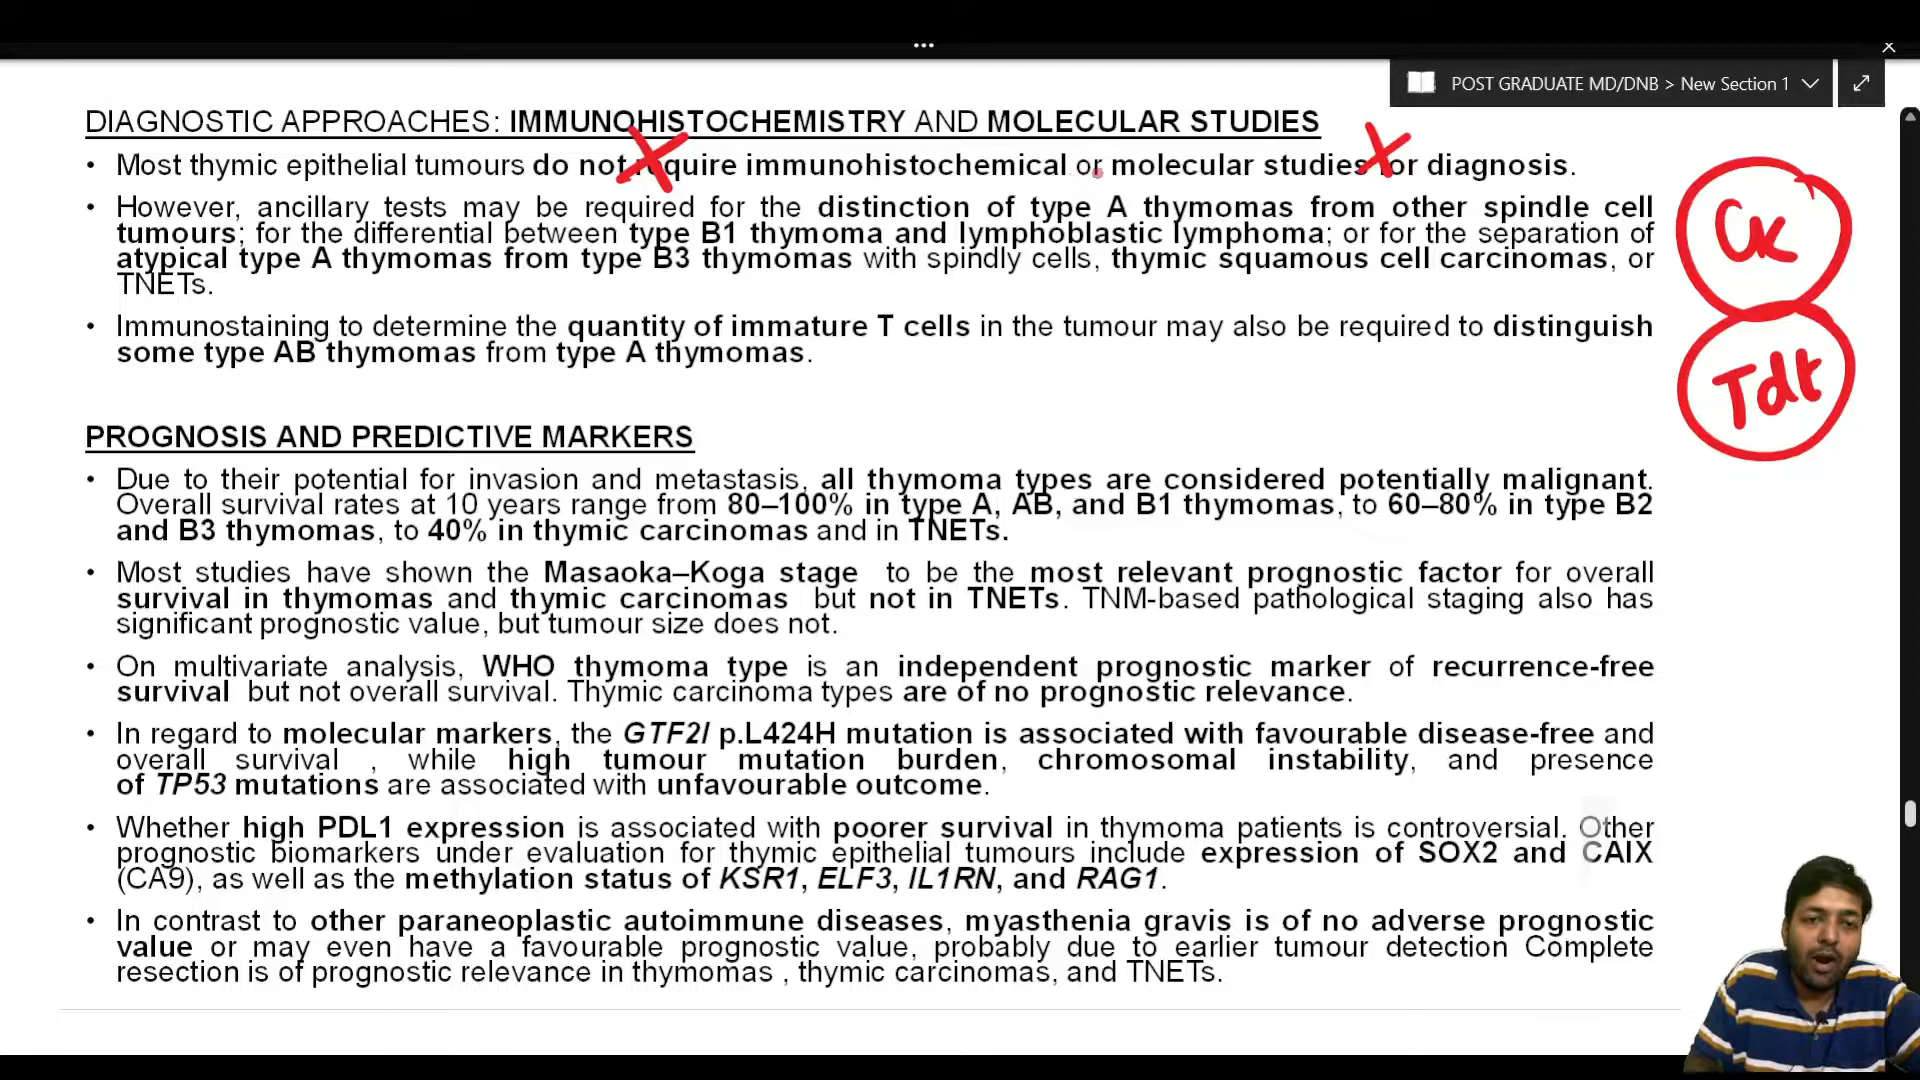 POST GRADUATE MD/DNB > New Section 1
DIAGNOSTIC APPROACHES: IMMUNOHISTOCHEMISTRY AND MOLECULAR STUDIES
• Most thymic epithelial tumours do not require immunohistochemical or molecular studies for diagnosis.
• However, ancillary tests may be required for the distinction of type A thymomas from other spindle cell
tumours; for the differential between type B1 thymoma and lymphoblastic lymphoma; or for the separation of
atypical type A thymomas from type B3 thymomas with spindly cells, thymic squamous cell carcinomas, or
TNETs.
• Immunostaining to determine the quantity of immature T cells in the tumour may also be required to distinguish
some type AB thymomas from type A thymomas.
CK
Tdt
PROGNOSIS AND PREDICTIVE MARKERS
• Due to their potential for invasion and metastasis, all thymoma types are considered potentially malignant.
Overall survival rates at 10 years range from 80–100% in type A, AB, and B1 thymomas, to 60–80% in type B2
and B3 thymomas, to 40% in thymic carcinomas and in TNETs.
• Most studies have shown the Masaoka–Koga stage to be the most relevant prognostic factor for overall
survival in thymomas and thymic carcinomas but not in TNETs. TNM-based pathological staging also has
significant prognostic value, but tumour size does not.
• On multivariate analysis, WHO thymoma type is an independent prognostic marker of recurrence-free
survival but not overall survival. Thymic carcinoma types are of no prognostic relevance.
• In regard to molecular markers, the GTF2I p.L424H mutation is associated with favourable disease-free and
overall survival , while high tumour mutation burden, chromosomal instability, and presence
of TP53 mutations are associated with unfavourable outcome.
• Whether high PDL1 expression is associated with poorer survival in thymoma patients is controversial. Other
prognostic biomarkers under evaluation for thymic epithelial tumours include expression of SOX2 and CAIX
(CA9), as well as the methylation status of KSR1, ELF3, IL1RN, and RAG1.
• In contrast to other paraneoplastic autoimmune diseases, myasthenia gravis is of no adverse prognostic
value or may even have a favourable prognostic value, probably due to earlier tumour detection Complete
resection is of prognostic relevance in thymomas , thymic carcinomas, and TNETs.